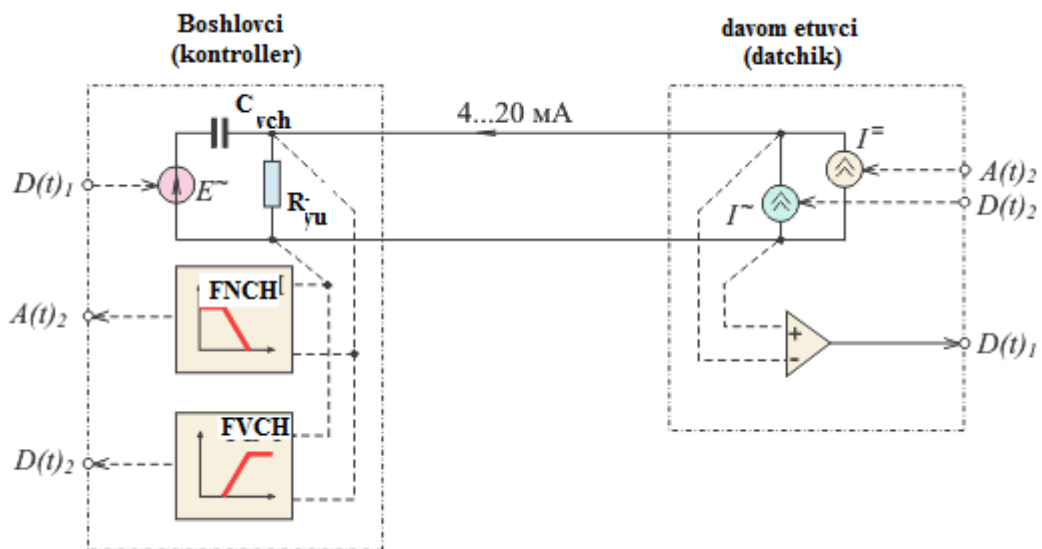 Boshlovci
(kontroller)
davom etuvci
(datchik)
C vch
4...20 мА
I=
D(t)1
E~
R yu
I~
A(t)2
D(t)2
FNCH
A(t)2
+
-
D(t)1
FVCH
D(t)2